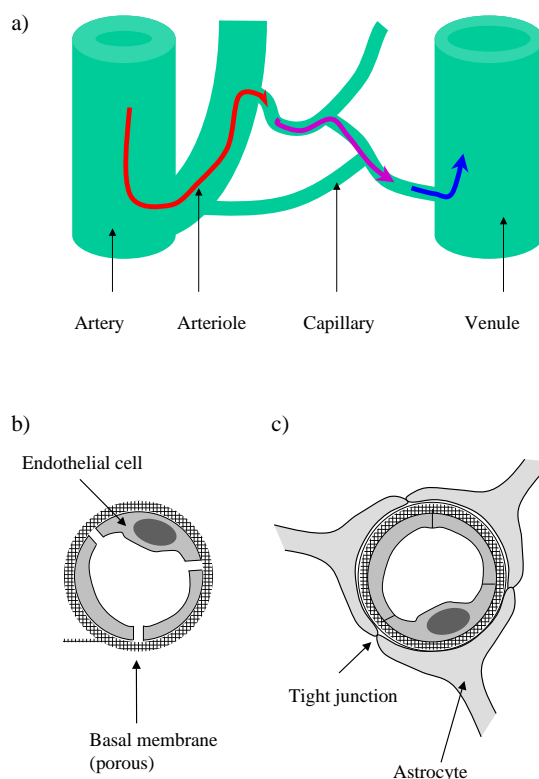 a)
Artery
Arteriole
Capillary
Venule
b)
c)
Endothelial cell
Tight junction
Basal membrane
(porous)
Astrocyte